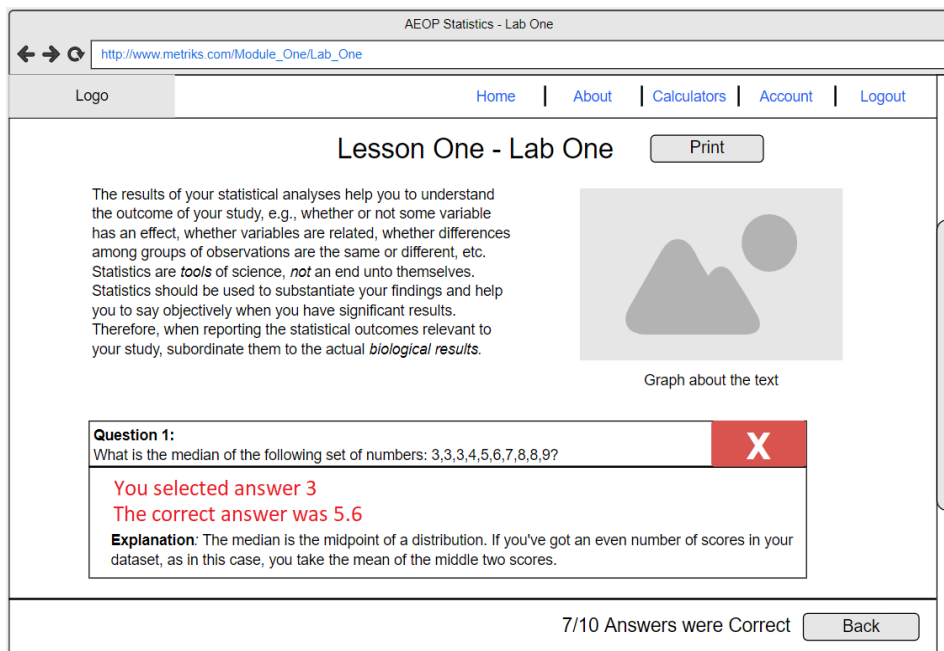 AEOP Statistics - Lab One
http://www.metriks.com/Module_One/Lab_One
Logo
Home
About
Calculators
Account
Logout
Lesson One - Lab One
Print
The results of your statistical analyses help you to understand
the outcome of your study, e.g., whether or not some variable
has an effect, whether variables are related, whether differences
among groups of observations are the same or different, etc.
Statistics are tools of science, not an end unto themselves.
Statistics should be used to substantiate your findings and help
you to say objectively when you have significant results.
Therefore, when reporting the statistical outcomes relevant to
your study, subordinate them to the actual biological results.
Graph about the text
Question 1:
What is the median of the following set of numbers: 3,3,3,4,5,6,7,8,8,9?
X
You selected answer 3
The correct answer was 5.6
Explanation: The median is the midpoint of a distribution. If you've got an even number of scores in your
dataset, as in this case, you take the mean of the middle two scores.
7/10 Answers were Correct
Back